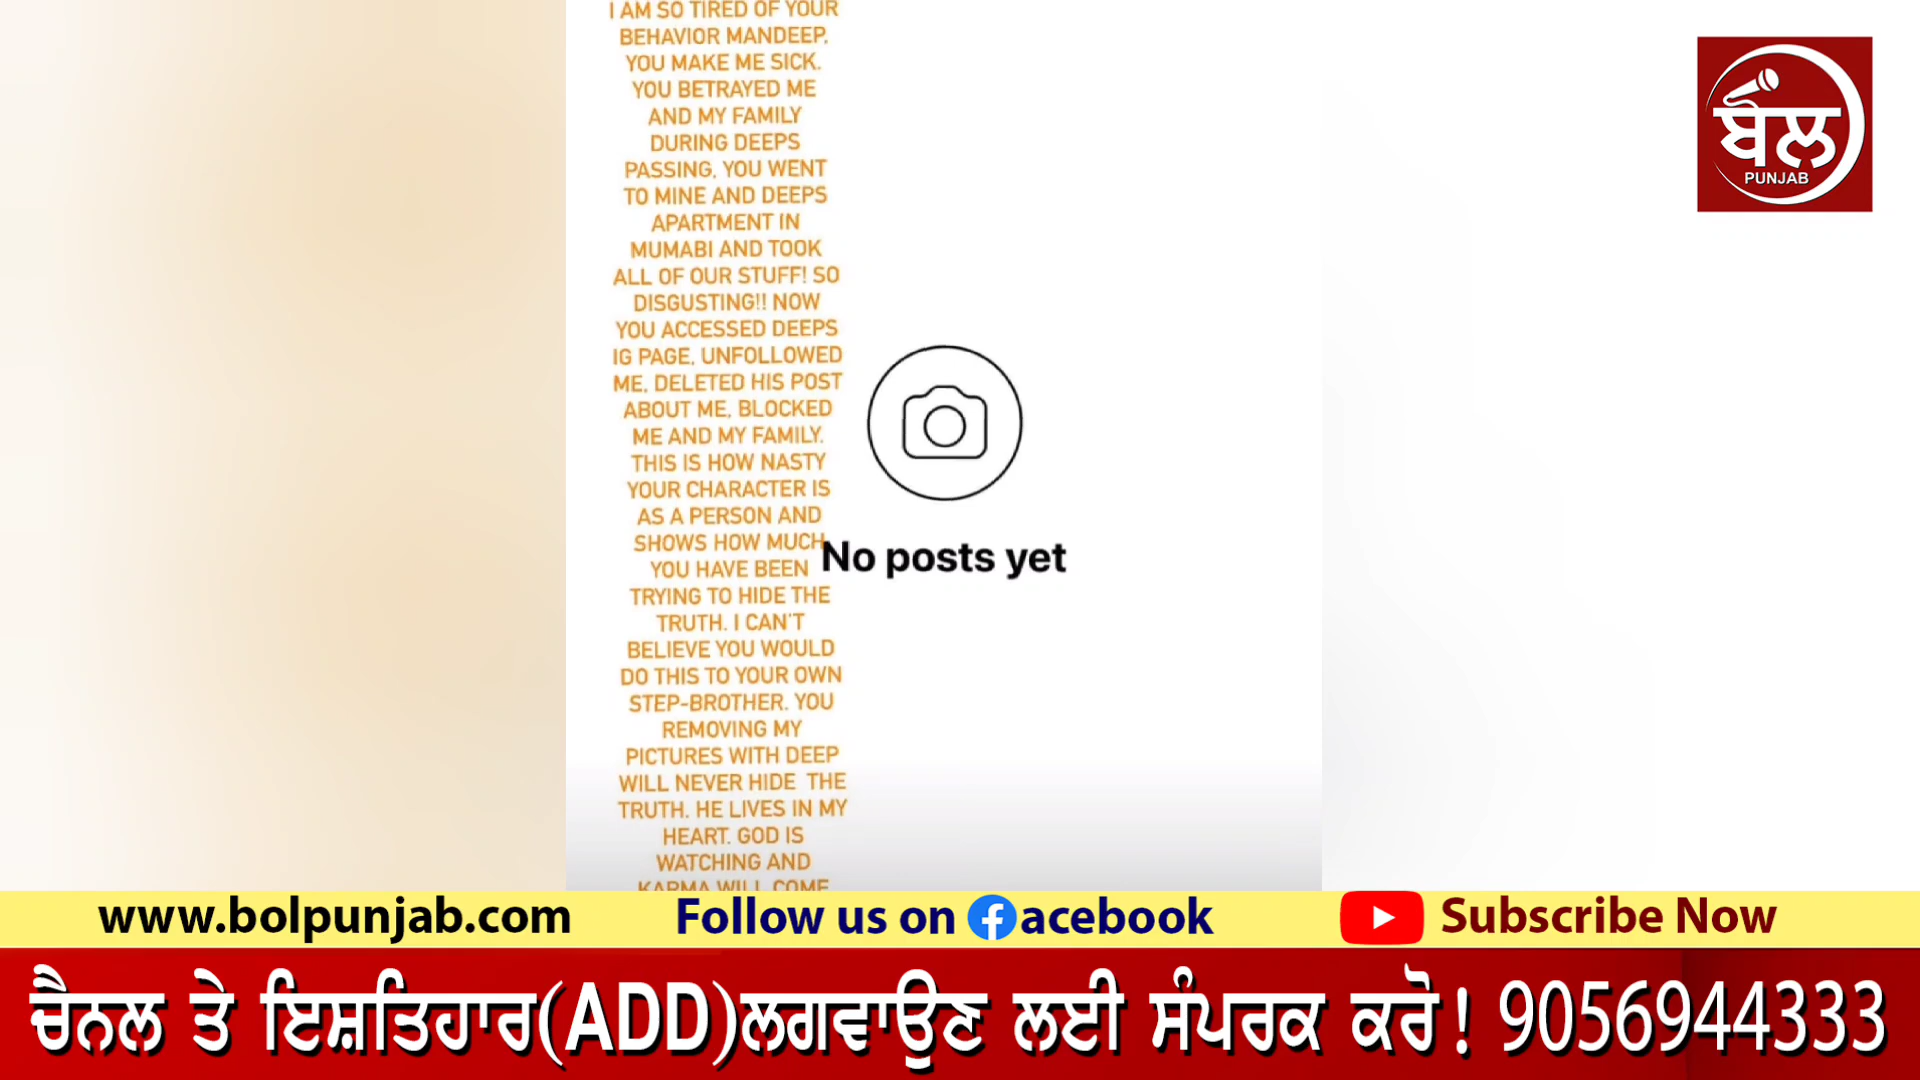 I AM SO TIRED OF YOUR
BEHAVIOR MANDEEP.
YOU MAKE ME SICK.
YOU BETRAYED ME
AND MY FAMILY
DURING DEEPS
PASSING, YOU WENT
TO MINE AND DEEPS
APARTMENT IN
MUMABI AND TOOK
ALL OF OUR STUFF! SO
DISGUSTING!! NOW
YOU ACCESSED DEEPS
IG PAGE, UNFOLLOWED
ME, DELETED HIS POST
ABOUT ME, BLOCKED
ME AND MY FAMILY.
THIS IS HOW NASTY
YOUR CHARACTER IS
AS A PERSON AND
SHOWS HOW MUCH
YOU HAVE BEEN
TRYING TO HIDE THE
TRUTH. I CAN'T
BELIEVE YOU WOULD
DO THIS TO YOUR OWN
STEP-BROTHER. YOU
REMOVING MY
PICTURES WITH DEEP
WILL NEVER HIDE THE
TRUTH. HE LIVES IN MY
HEART. GOD IS
WATCHING AND
KARMA WILL COME
No posts yet
ਬੋਲ
PUNJAB
www.bolpunjab.com
Follow us on facebook
Subscribe Now
ਚੈਨਲ ਤੇ ਇਸ਼ਤਿਹਾਰ(ADD)ਲਗਵਾਉਣ ਲਈ ਸੰਪਰਕ ਕਰੋ! 9056944333